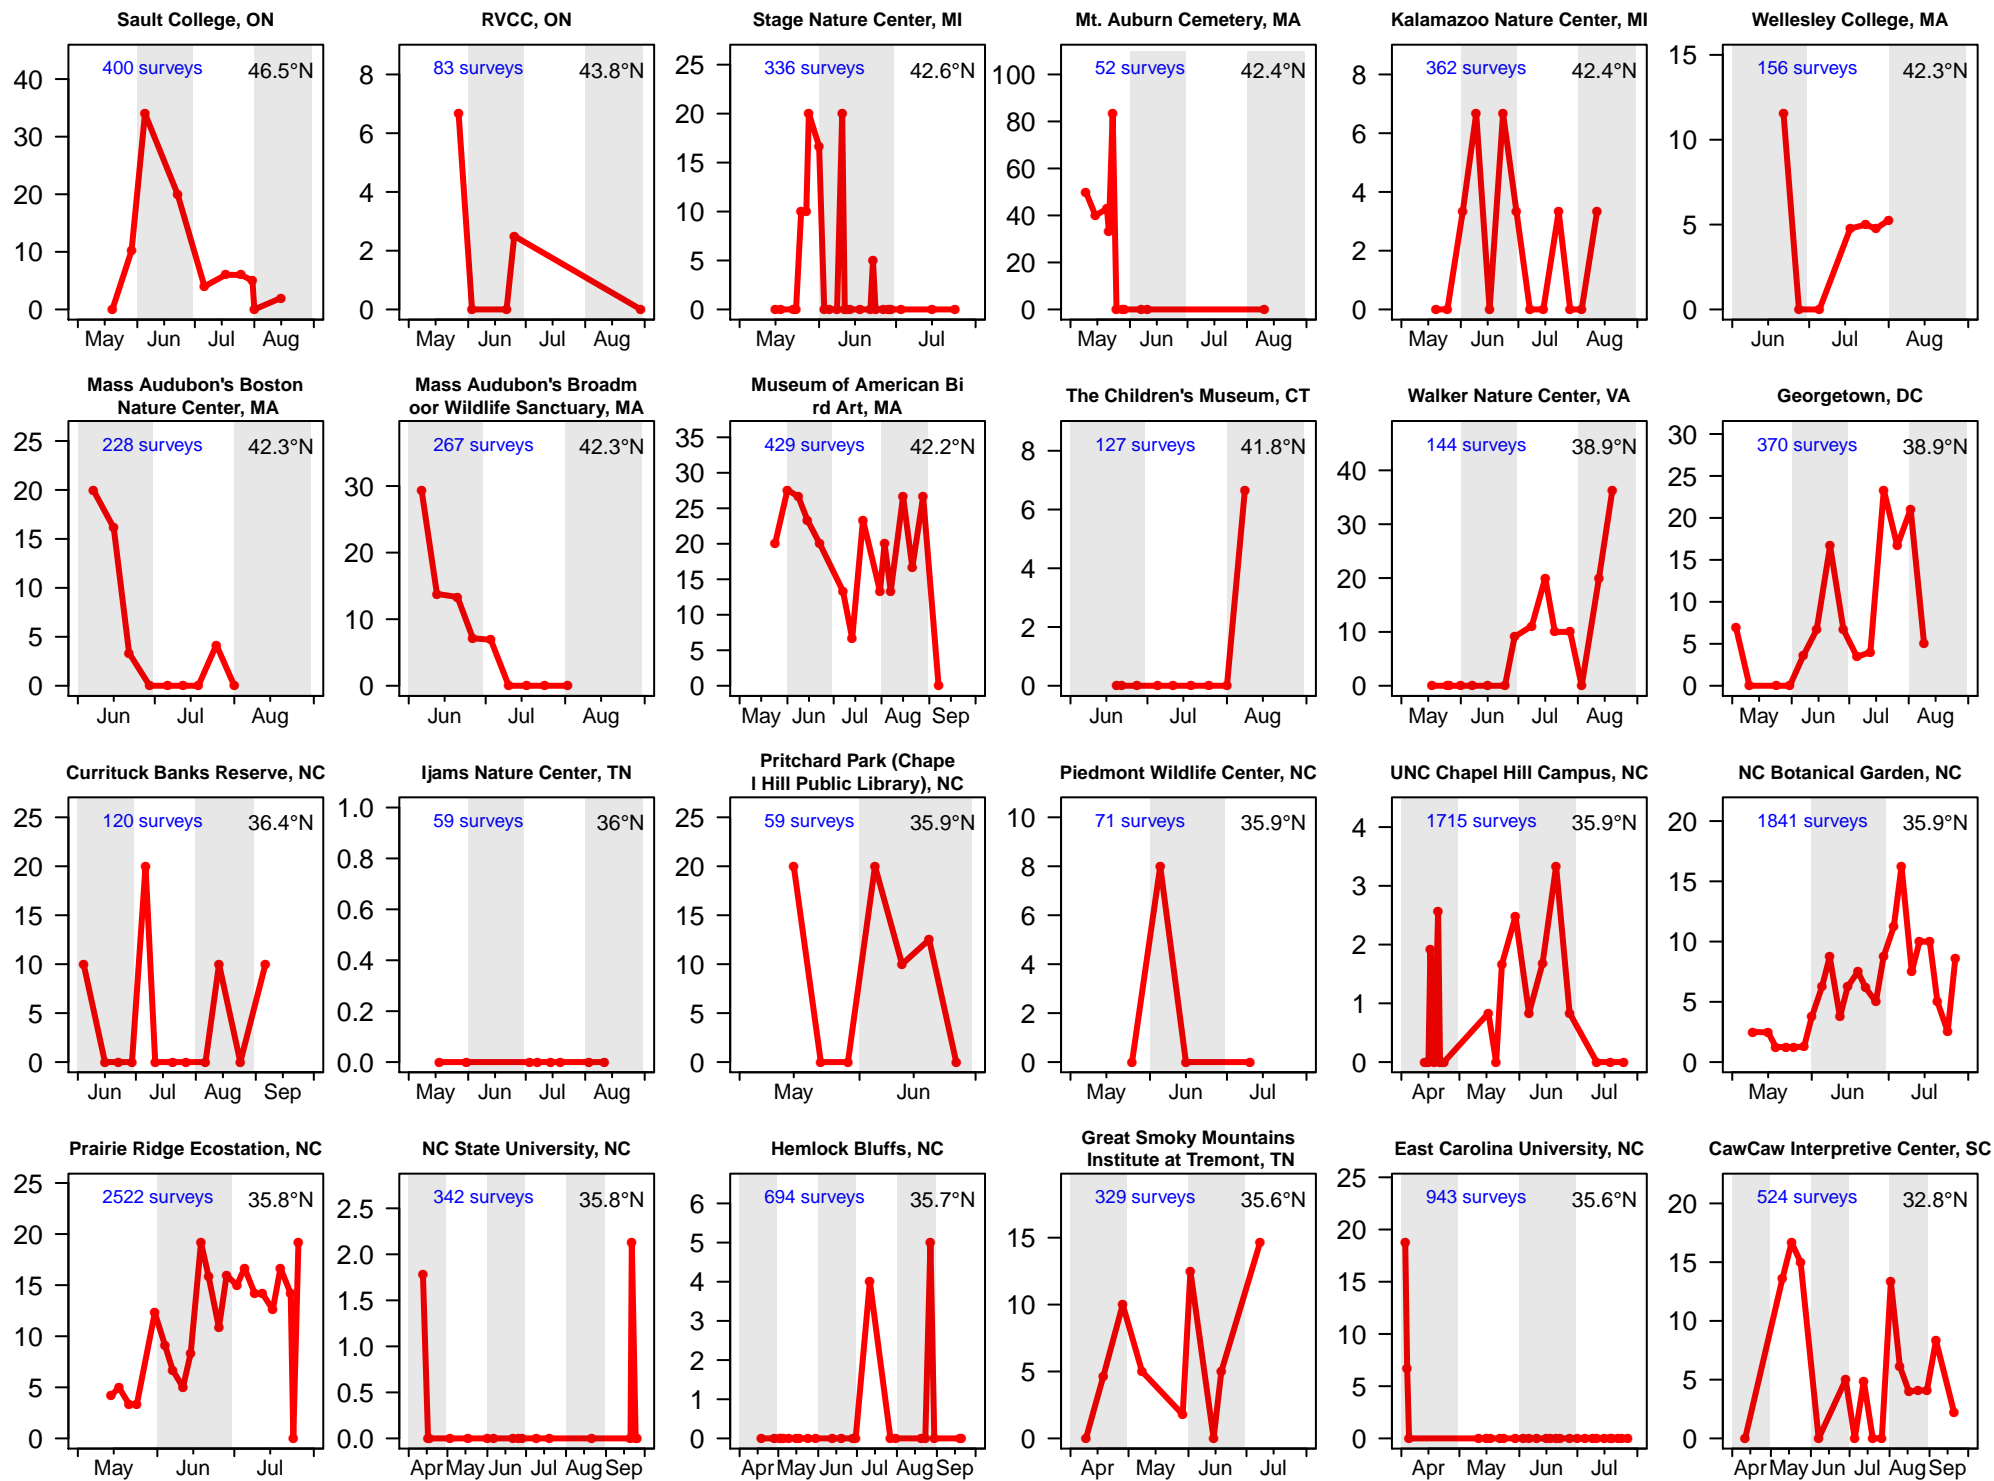 Sault College, ON
400 surveys 46.5°N
0 10 20 30 40
May Jun Jul Aug
RVCC, ON
83 surveys 43.8°N
0 2 4 6 8
May Jun Jul Aug
Stage Nature Center, MI
336 surveys 42.6°N
0 5 10 15 20 25
May Jun Jul
Mt. Auburn Cemetery, MA
52 surveys 42.4°N
0 20 40 60 80 100
May Jun Jul Aug
Kalamazoo Nature Center, MI
362 surveys 42.4°N
0 2 4 6 8
May Jun Jul Aug
Wellesley College, MA
156 surveys 42.3°N
0 5 10 15
Jun Jul Aug
Mass Audubon's Boston
Nature Center, MA
228 surveys 42.3°N
0 5 10 15 20 25
Jun Jul Aug
Mass Audubon's Broadm
oor Wildlife Sanctuary, MA
267 surveys 42.3°N
0 10 20 30
Jun Jul Aug
Museum of American Bi
rd Art, MA
429 surveys 42.2°N
0 5 10 15 20 25 30 35
May Jun Jul Aug Sep
The Children's Museum, CT
127 surveys 41.8°N
0 2 4 6 8
Jun Jul Aug
Walker Nature Center, VA
144 surveys 38.9°N
0 10 20 30 40
May Jun Jul Aug
Georgetown, DC
370 surveys 38.9°N
0 5 10 15 20 25 30
May Jun Jul Aug
Currituck Banks Reserve, NC
120 surveys 36.4°N
0 5 10 15 20 25
Jun Jul Aug Sep
Ijams Nature Center, TN
59 surveys 36°N
0.0 0.2 0.4 0.6 0.8 1.0
May Jun Jul Aug
Pritchard Park (Chape
l Hill Public Library), NC
59 surveys 35.9°N
0 5 10 15 20 25
May Jun
Piedmont Wildlife Center, NC
71 surveys 35.9°N
0 2 4 6 8 10
May Jun Jul
UNC Chapel Hill Campus, NC
1715 surveys 35.9°N
0 1 2 3 4
Apr May Jun Jul
NC Botanical Garden, NC
1841 surveys 35.9°N
0 5 10 15 20
May Jun Jul
Prairie Ridge Ecostation, NC
2522 surveys 35.8°N
0 5 10 15 20 25
May Jun Jul
NC State University, NC
342 surveys 35.8°N
0.0 0.5 1.0 1.5 2.0 2.5
Apr May Jun Jul Aug Sep
Hemlock Bluffs, NC
694 surveys 35.7°N
0 1 2 3 4 5 6
Apr May Jun Jul Aug Sep
Great Smoky Mountains
Institute at Tremont, TN
329 surveys 35.6°N
0 5 10 15
Apr May Jun Jul
East Carolina University, NC
943 surveys 35.6°N
0 5 10 15 20 25
Apr May Jun Jul
CawCaw Interpretive Center, SC
524 surveys 32.8°N
0 5 10 15 20
Apr May Jun Jul Aug Sep